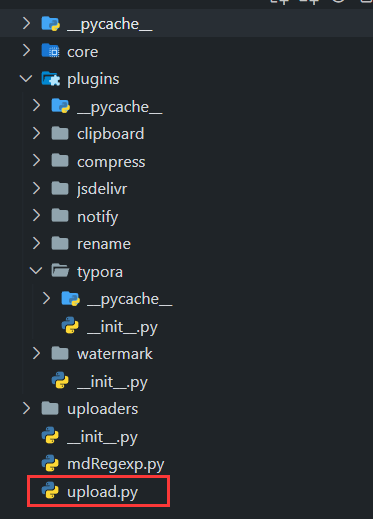 __pycache__
core
plugins
__pycache__
clipboard
compress
jsdelivr
notify
rename
typora
__pycache__
__init__.py
watermark
__init__.py
uploaders
__init__.py
mdRegexp.py
upload.py